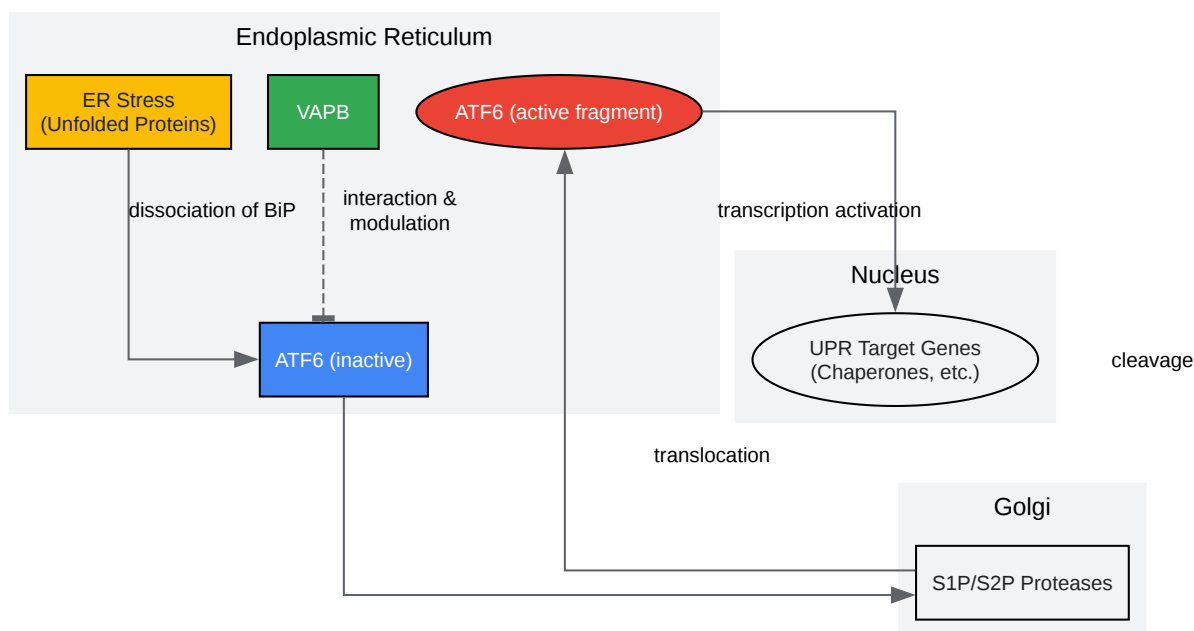 Endoplasmic Reticulum
ER Stress
(Unfolded Proteins)
VAPB
ATF6 (active fragment)
dissociation of BiP
interaction &
modulation
transcription activation
Nucleus
ATF6 (inactive)
UPR Target Genes
(Chaperones, etc.)
cleavage
translocation
Golgi
S1P/S2P Proteases